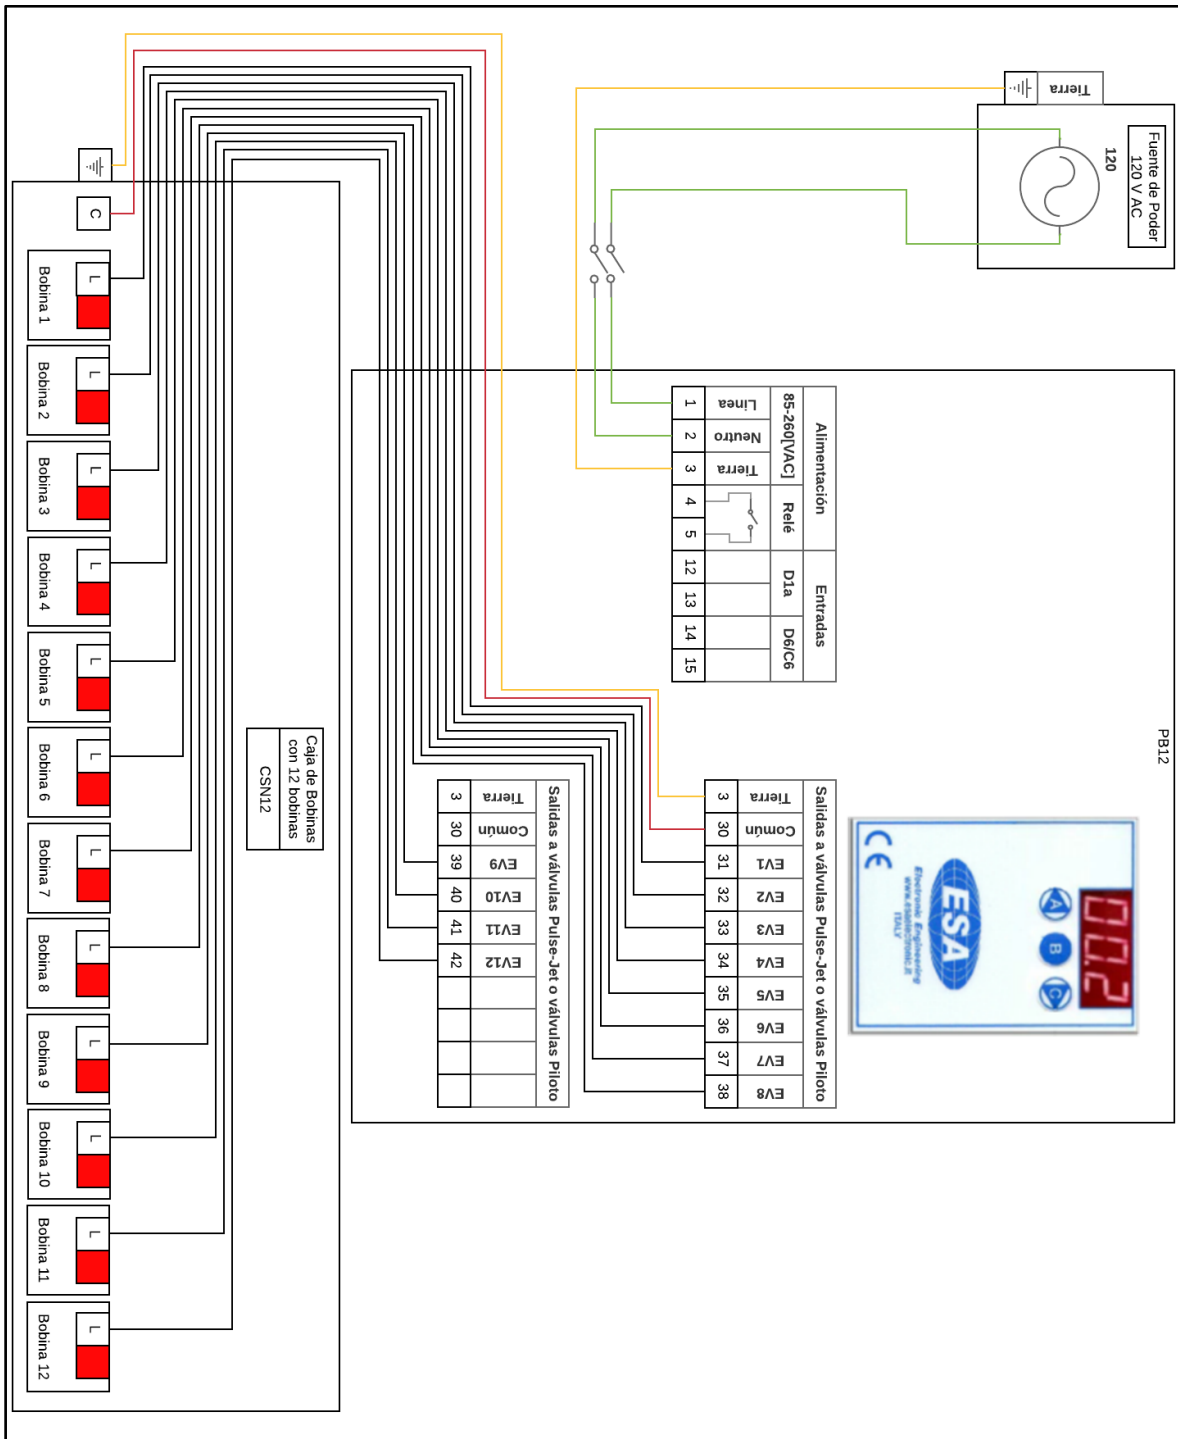 Fuente de Poder
120 V AC
120
Tierra
PB12
Alimentación
Entradas
85-260[VAC]
Relé
D1a
D6/C6
Linea
Neutro
Tierra
1
2
3
4
5
12
13
14
15
Salidas a válvulas Pulse-Jet o válvulas Piloto
Tierra
Común
EV1
EV2
EV3
EV4
EV5
EV6
EV7
EV8
3
30
31
32
33
34
35
36
37
38
Salidas a válvulas Pulse-Jet o válvulas Piloto
Tierra
Común
EV9
EV10
EV11
EV12
3
30
39
40
41
42
00.2
A
B
C
ESA
Electronic Engineering
www.esaelectronic.it
ITALY
CE
Caja de Bobinas
con 12 bobinas
CSN12
C
L
Bobina 1
L
Bobina 2
L
Bobina 3
L
Bobina 4
L
Bobina 5
L
Bobina 6
L
Bobina 7
L
Bobina 8
L
Bobina 9
L
Bobina 10
L
Bobina 11
L
Bobina 12